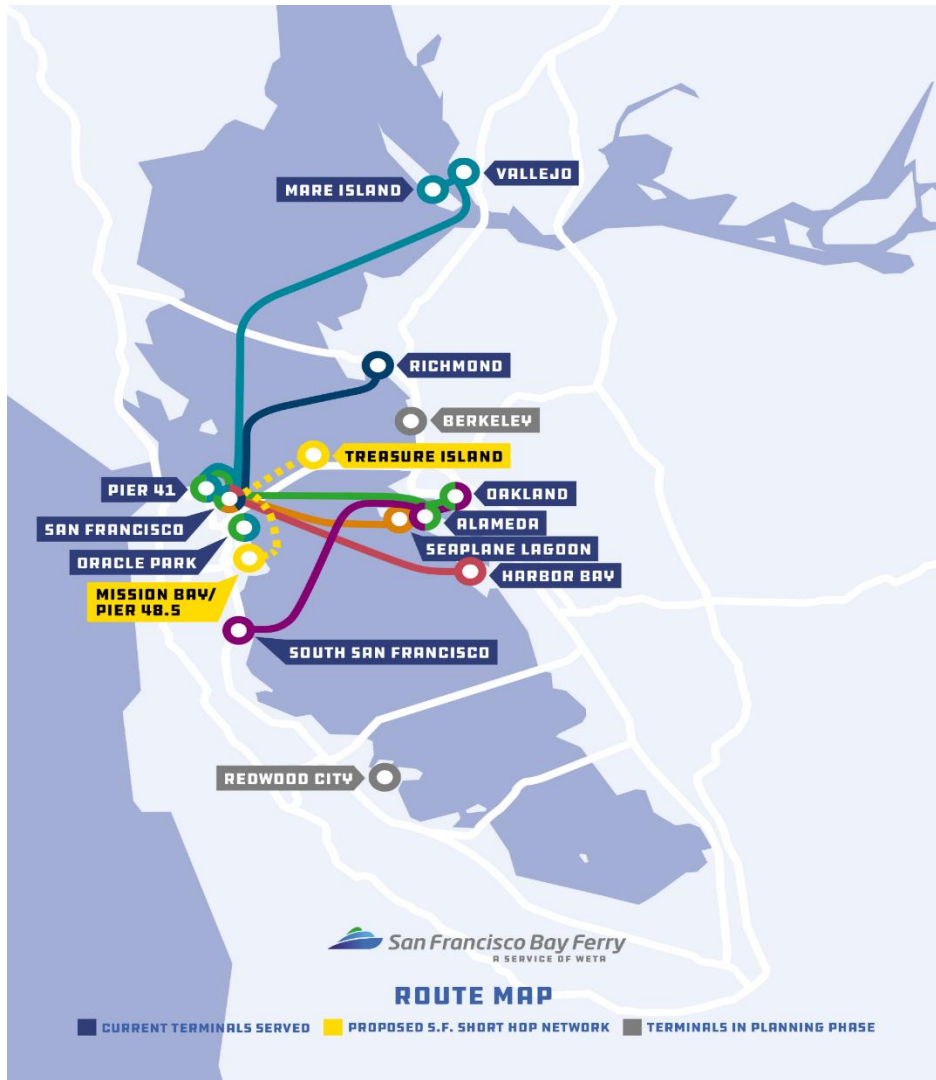 VALLEJO
MARE ISLAND
RICHMOND
BERKELEY
TREASURE ISLAND
PIER 41
OAKLAND
SAN FRANCISCO
ALAMEDA
ORACLE PARK
SEAPLANE LAGOON
HARBOR BAY
MISSION BAY/
PIER 48.5
SOUTH SAN FRANCISCO
REDWOOD CITY
San Francisco Bay Ferry
A SERVICE OF WETA
ROUTE MAP
CURRENT TERMINALS SERVED
PROPOSED S.F. SHORT HOP NETWORK
TERMINALS IN PLANNING PHASE